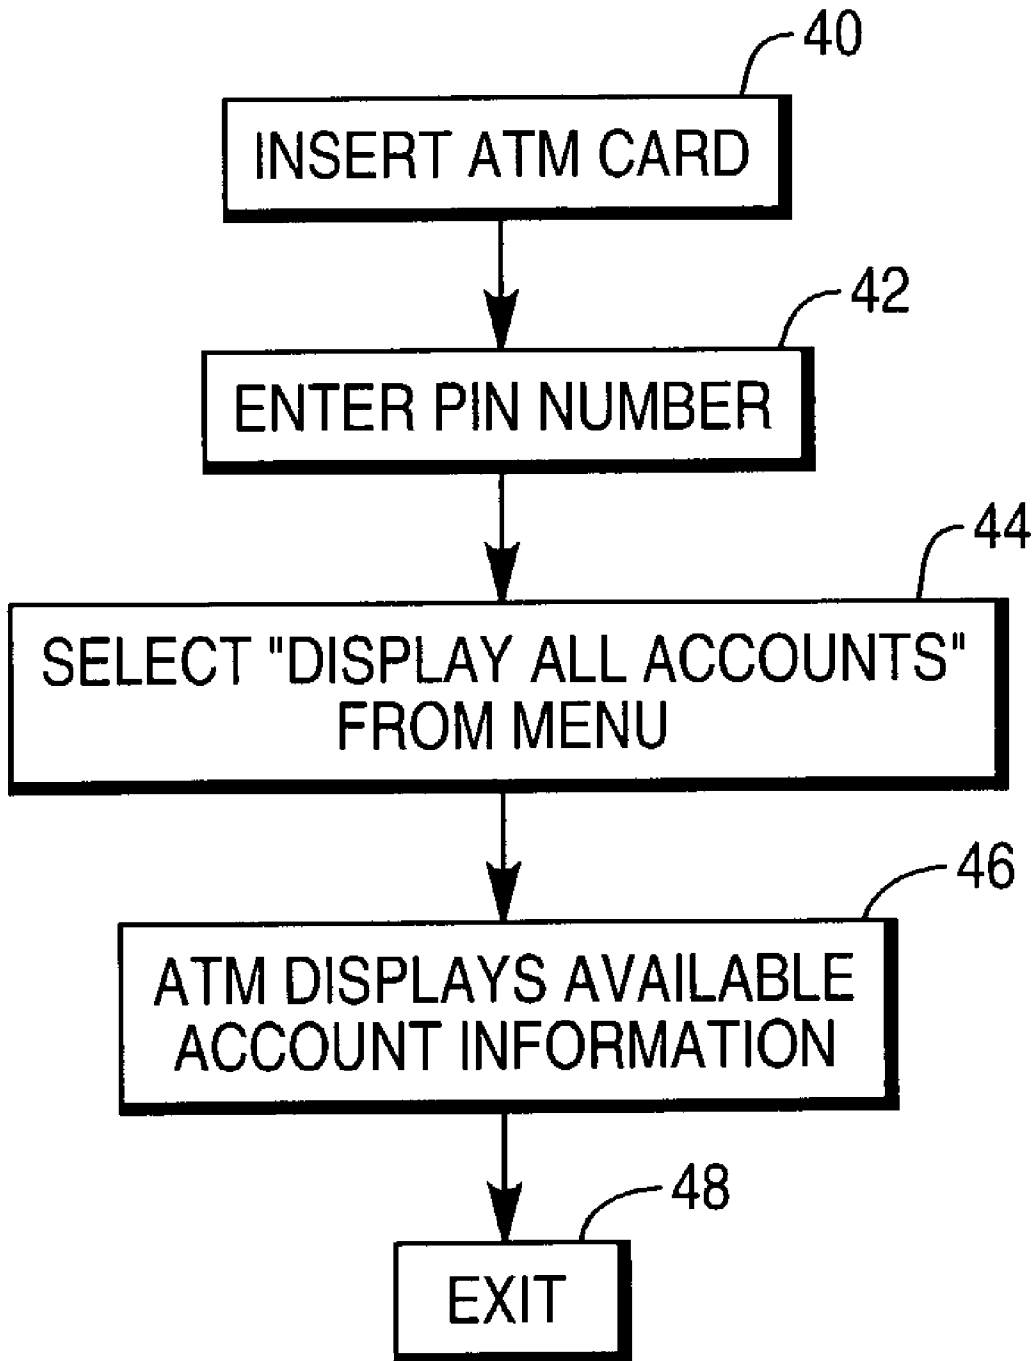 40
INSERT ATM CARD
42
ENTER PIN NUMBER
44
SELECT "DISPLAY ALL ACCOUNTS"
FROM MENU
46
ATM DISPLAYS AVAILABLE
ACCOUNT INFORMATION
48
EXIT